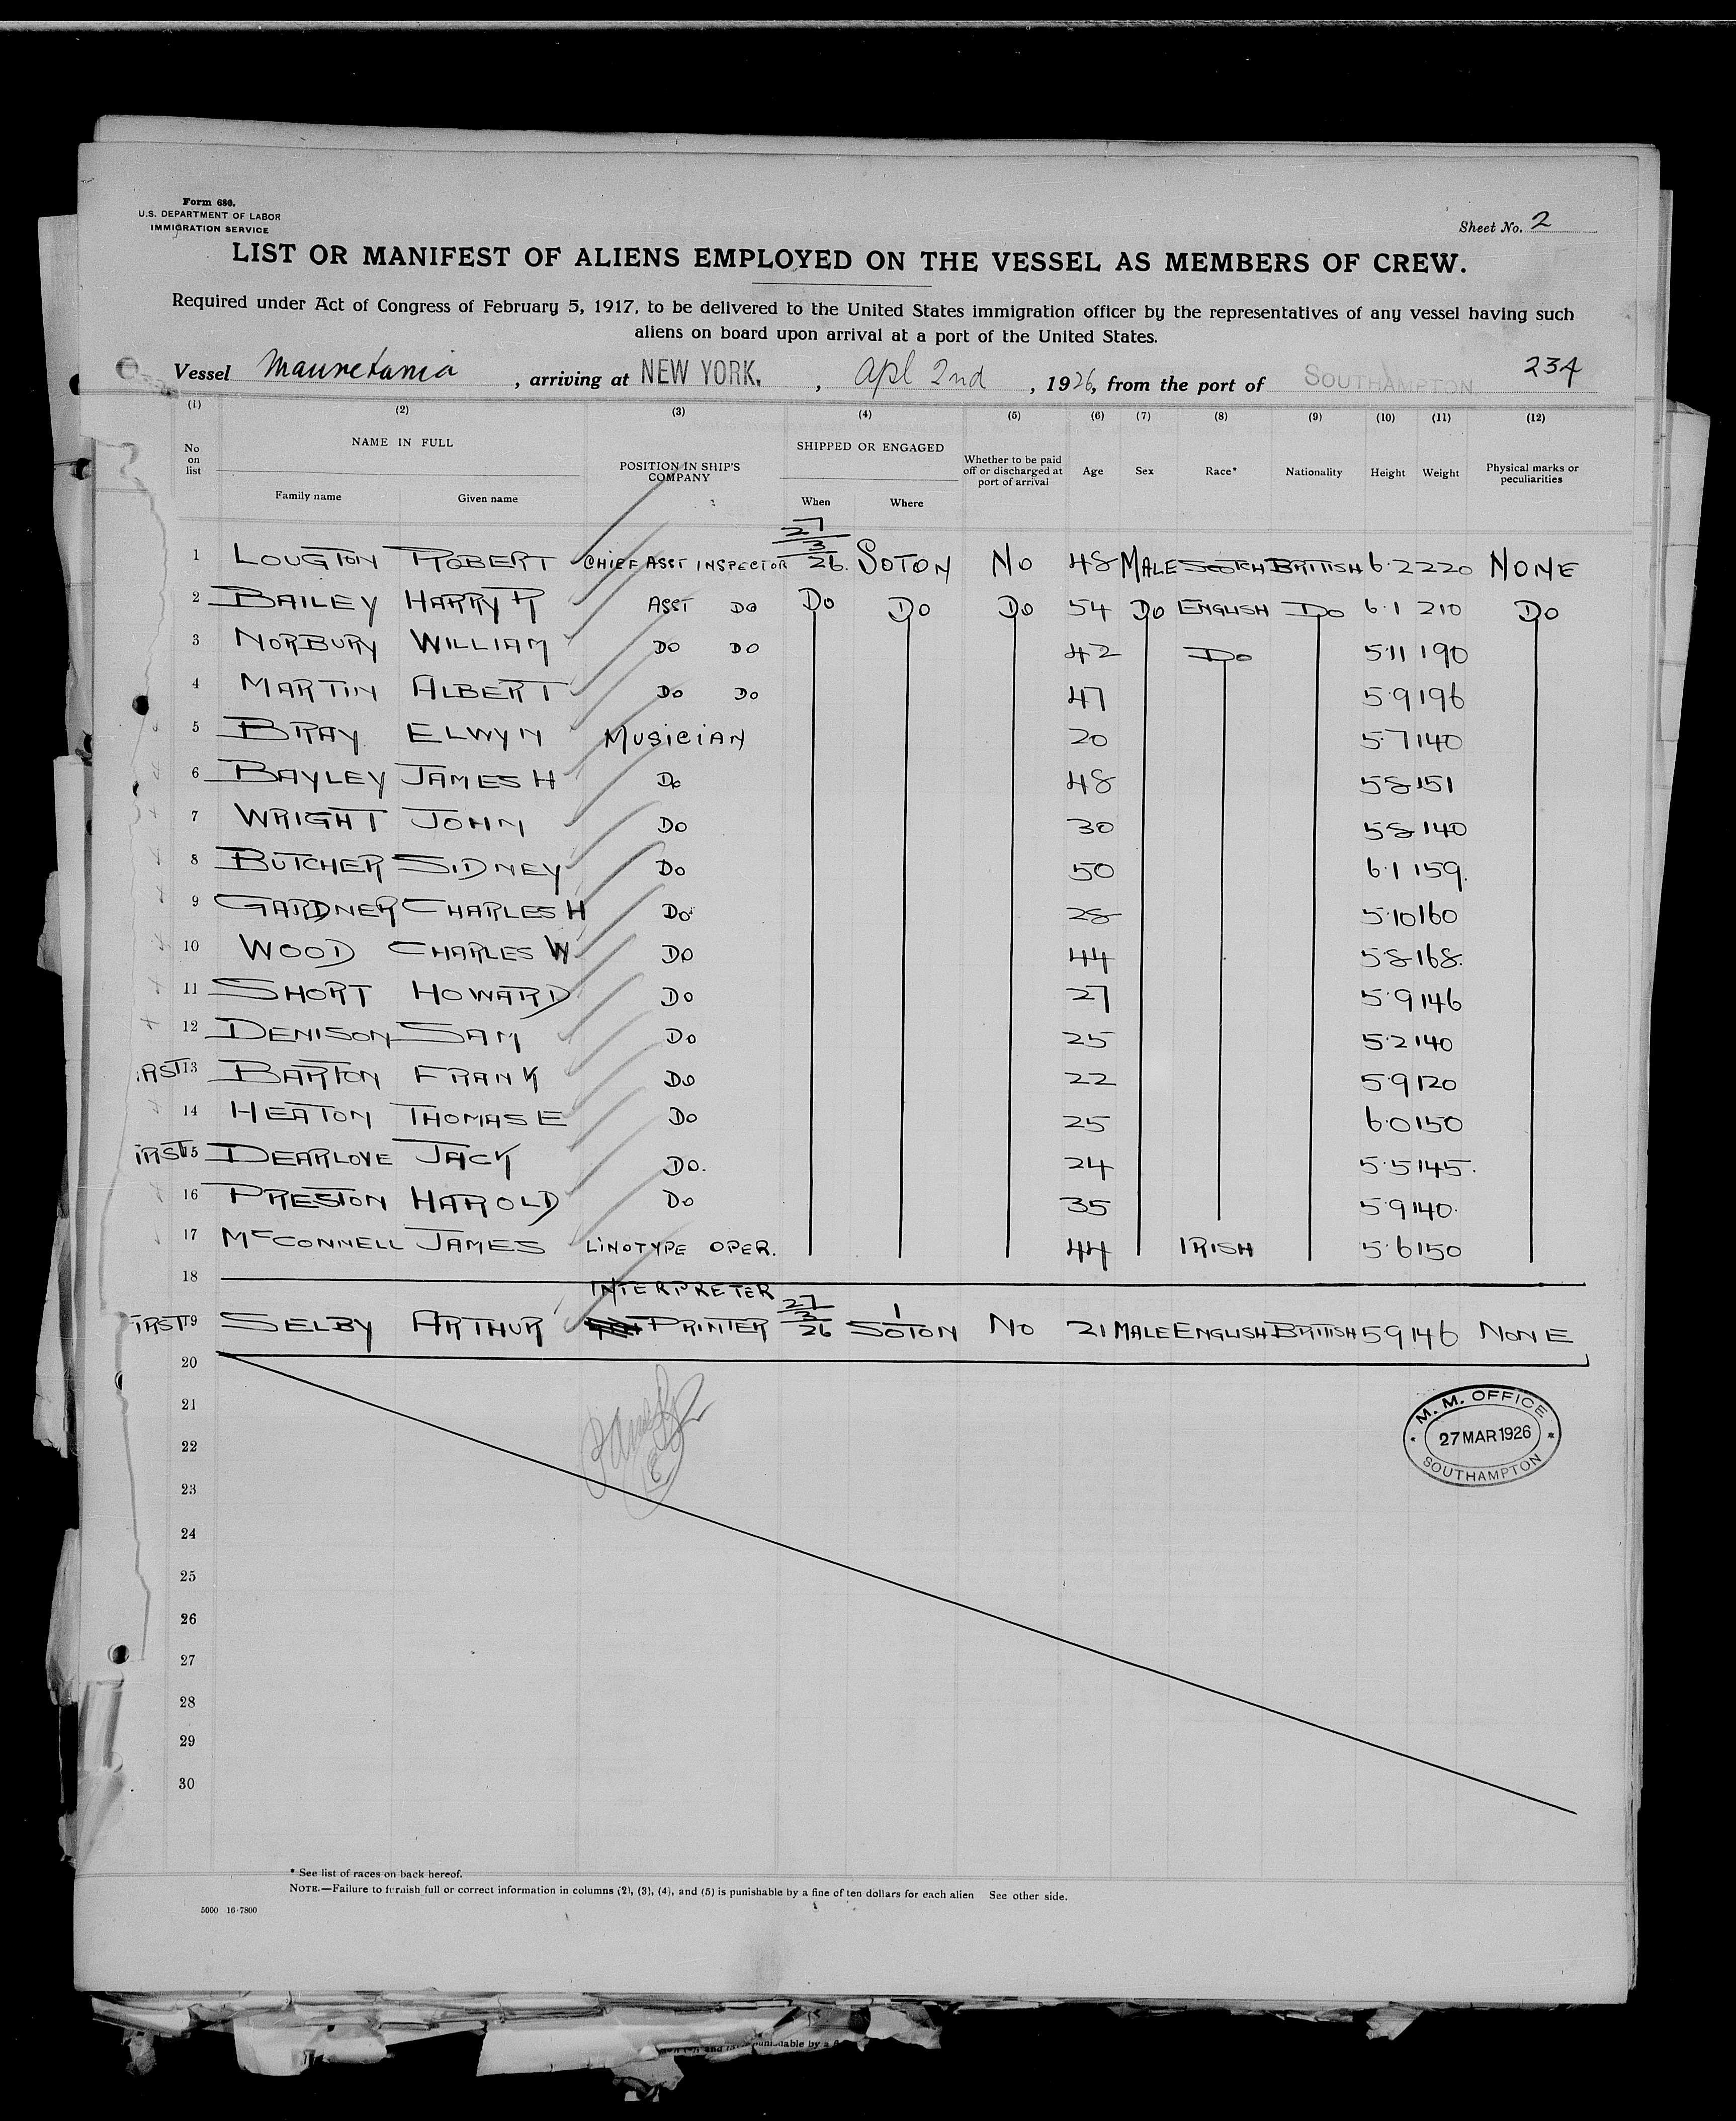 Form 680.
U.S. DEPARTMENT OF LABOR
IMMIGRATION SERVICE
Sheet No. 2
LIST OR MANIFEST OF ALIENS EMPLOYED ON THE VESSEL AS MEMBERS OF CREW.
Required under Act of Congress of February 5, 1917, to be delivered to the United States immigration officer by the representatives of any vessel having such
aliens on board upon arrival at a port of the United States.
234
Vessel Mauretania, arriving at NEW YORK., Apl 2nd, 1926, from the port of SOUTHAMPTON
(1) (2) (3) (4) (5) (6) (7) (8) (9) (10) (11) (12)
No on list NAME IN FULL Family name Given name POSITION IN SHIP'S COMPANY SHIPPED OR ENGAGED When Where Whether to be paid off or discharged at port of arrival Age Sex Race* Nationality Height Weight Physical marks or peculiarities
1 LOUGTON ROBERT CHIEF ASST INSPECTOR 27/3/26. SOTON NO 48 MALE SCOTCH BRITISH 6.2 220 NONE
2 BAILEY HARRY R ASST DO DO DO DO 54 DO ENGLISH DO 6.1 210 DO
3 NORBURY WILLIAM DO DO 42 DO 5.11 190
4 MARTIN ALBERT DO DO 47 5.9 196
5 BRAY ELWYN MUSICIAN 20 5.7 140
6 BAYLEY JAMES H DO 48 5.8 151
7 WRIGHT JOHN DO 30 5.8 140
8 BUTCHER SIDNEY DO 50 6.1 159.
9 GARDNER CHARLES H DO 28 5.10 160
10 WOOD CHARLES W DO 44 5.8 168.
11 SHORT HOWARD DO 27 5.9 146
12 DENISON SAM DO 25 5.2 140
RST 13 BARTON FRANK DO 22 5.9 120
14 HEATON THOMAS E DO 25 6.0 150
IRST 15 DEARLOVE JACK DO. 24 5.5 145.
16 PRESTON HAROLD DO 35 5.9 140.
17 McCONNELL JAMES LINOTYPE OPER. 44 IRISH 5.6 150
18
INTERPRETER
FIRST 19 SELBY ARTHUR PRINTER 27/3/26 SOTON NO 21 MALE ENGLISH BRITISH 5 9 146 NONE
20
21
22
23
24
25
26
27
28
29
30
M. M. OFFICE
27 MAR 1926
SOUTHAMPTON
* See list of races on back hereof.
NOTE.—Failure to furnish full or correct information in columns (2), (3), (4), and (5) is punishable by a fine of ten dollars for each alien See other side.
5000 16-7800